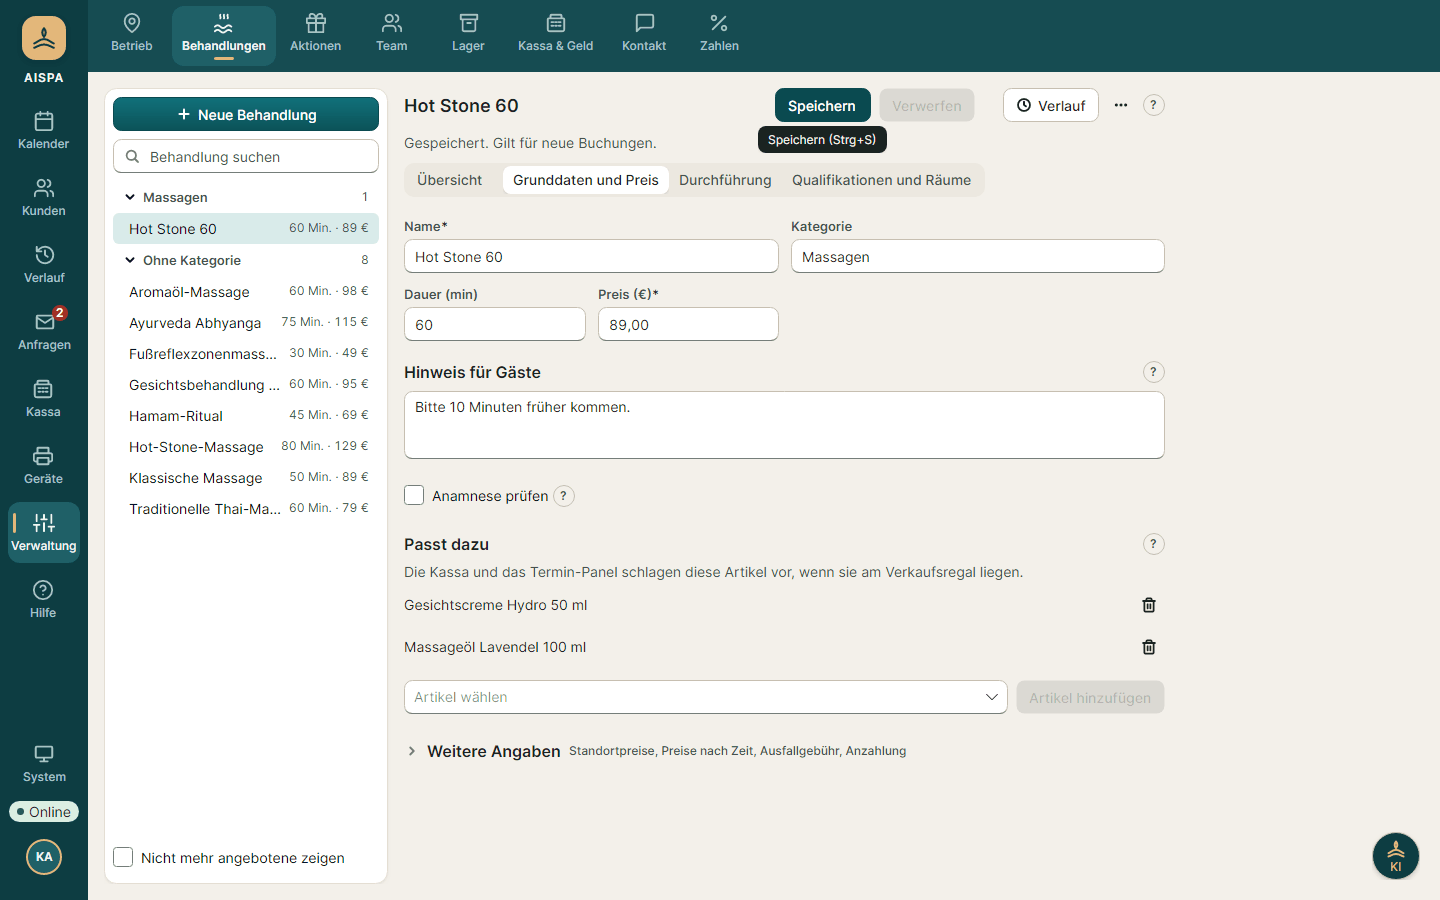 AISPA
Kalender
Kunden
Verlauf
2
Anfragen
Kassa
Geräte
Verwaltung
Hilfe
System
Online
KA
Betrieb
Behandlungen
Aktionen
Team
Lager
Kassa & Geld
Kontakt
Zahlen
Neue Behandlung
Behandlung suchen
Massagen 1
Hot Stone 60 60 Min. · 89 €
Ohne Kategorie 8
Aromaöl-Massage 60 Min. · 98 €
Ayurveda Abhyanga 75 Min. · 115 €
Fußreflexzonenmass... 30 Min. · 49 €
Gesichtsbehandlung ... 60 Min. · 95 €
Hamam-Ritual 45 Min. · 69 €
Hot-Stone-Massage 80 Min. · 129 €
Klassische Massage 50 Min. · 89 €
Traditionelle Thai-Ma... 60 Min. · 79 €
Nicht mehr angebotene zeigen
Hot Stone 60
Speichern
Verwerfen
Verlauf
?
Gespeichert. Gilt für neue Buchungen.
Speichern (Strg+S)
Übersicht
Grunddaten und Preis
Durchführung
Qualifikationen und Räume
Name*
Kategorie
Hot Stone 60
Massagen
Dauer (min)
Preis (€)*
60
89,00
Hinweis für Gäste ?
Bitte 10 Minuten früher kommen.
Anamnese prüfen ?
Passt dazu ?
Die Kassa und das Termin-Panel schlagen diese Artikel vor, wenn sie am Verkaufsregal liegen.
Gesichtscreme Hydro 50 ml
Massageöl Lavendel 100 ml
Artikel wählen
Artikel hinzufügen
Weitere Angaben Standortpreise, Preise nach Zeit, Ausfallgebühr, Anzahlung
KI